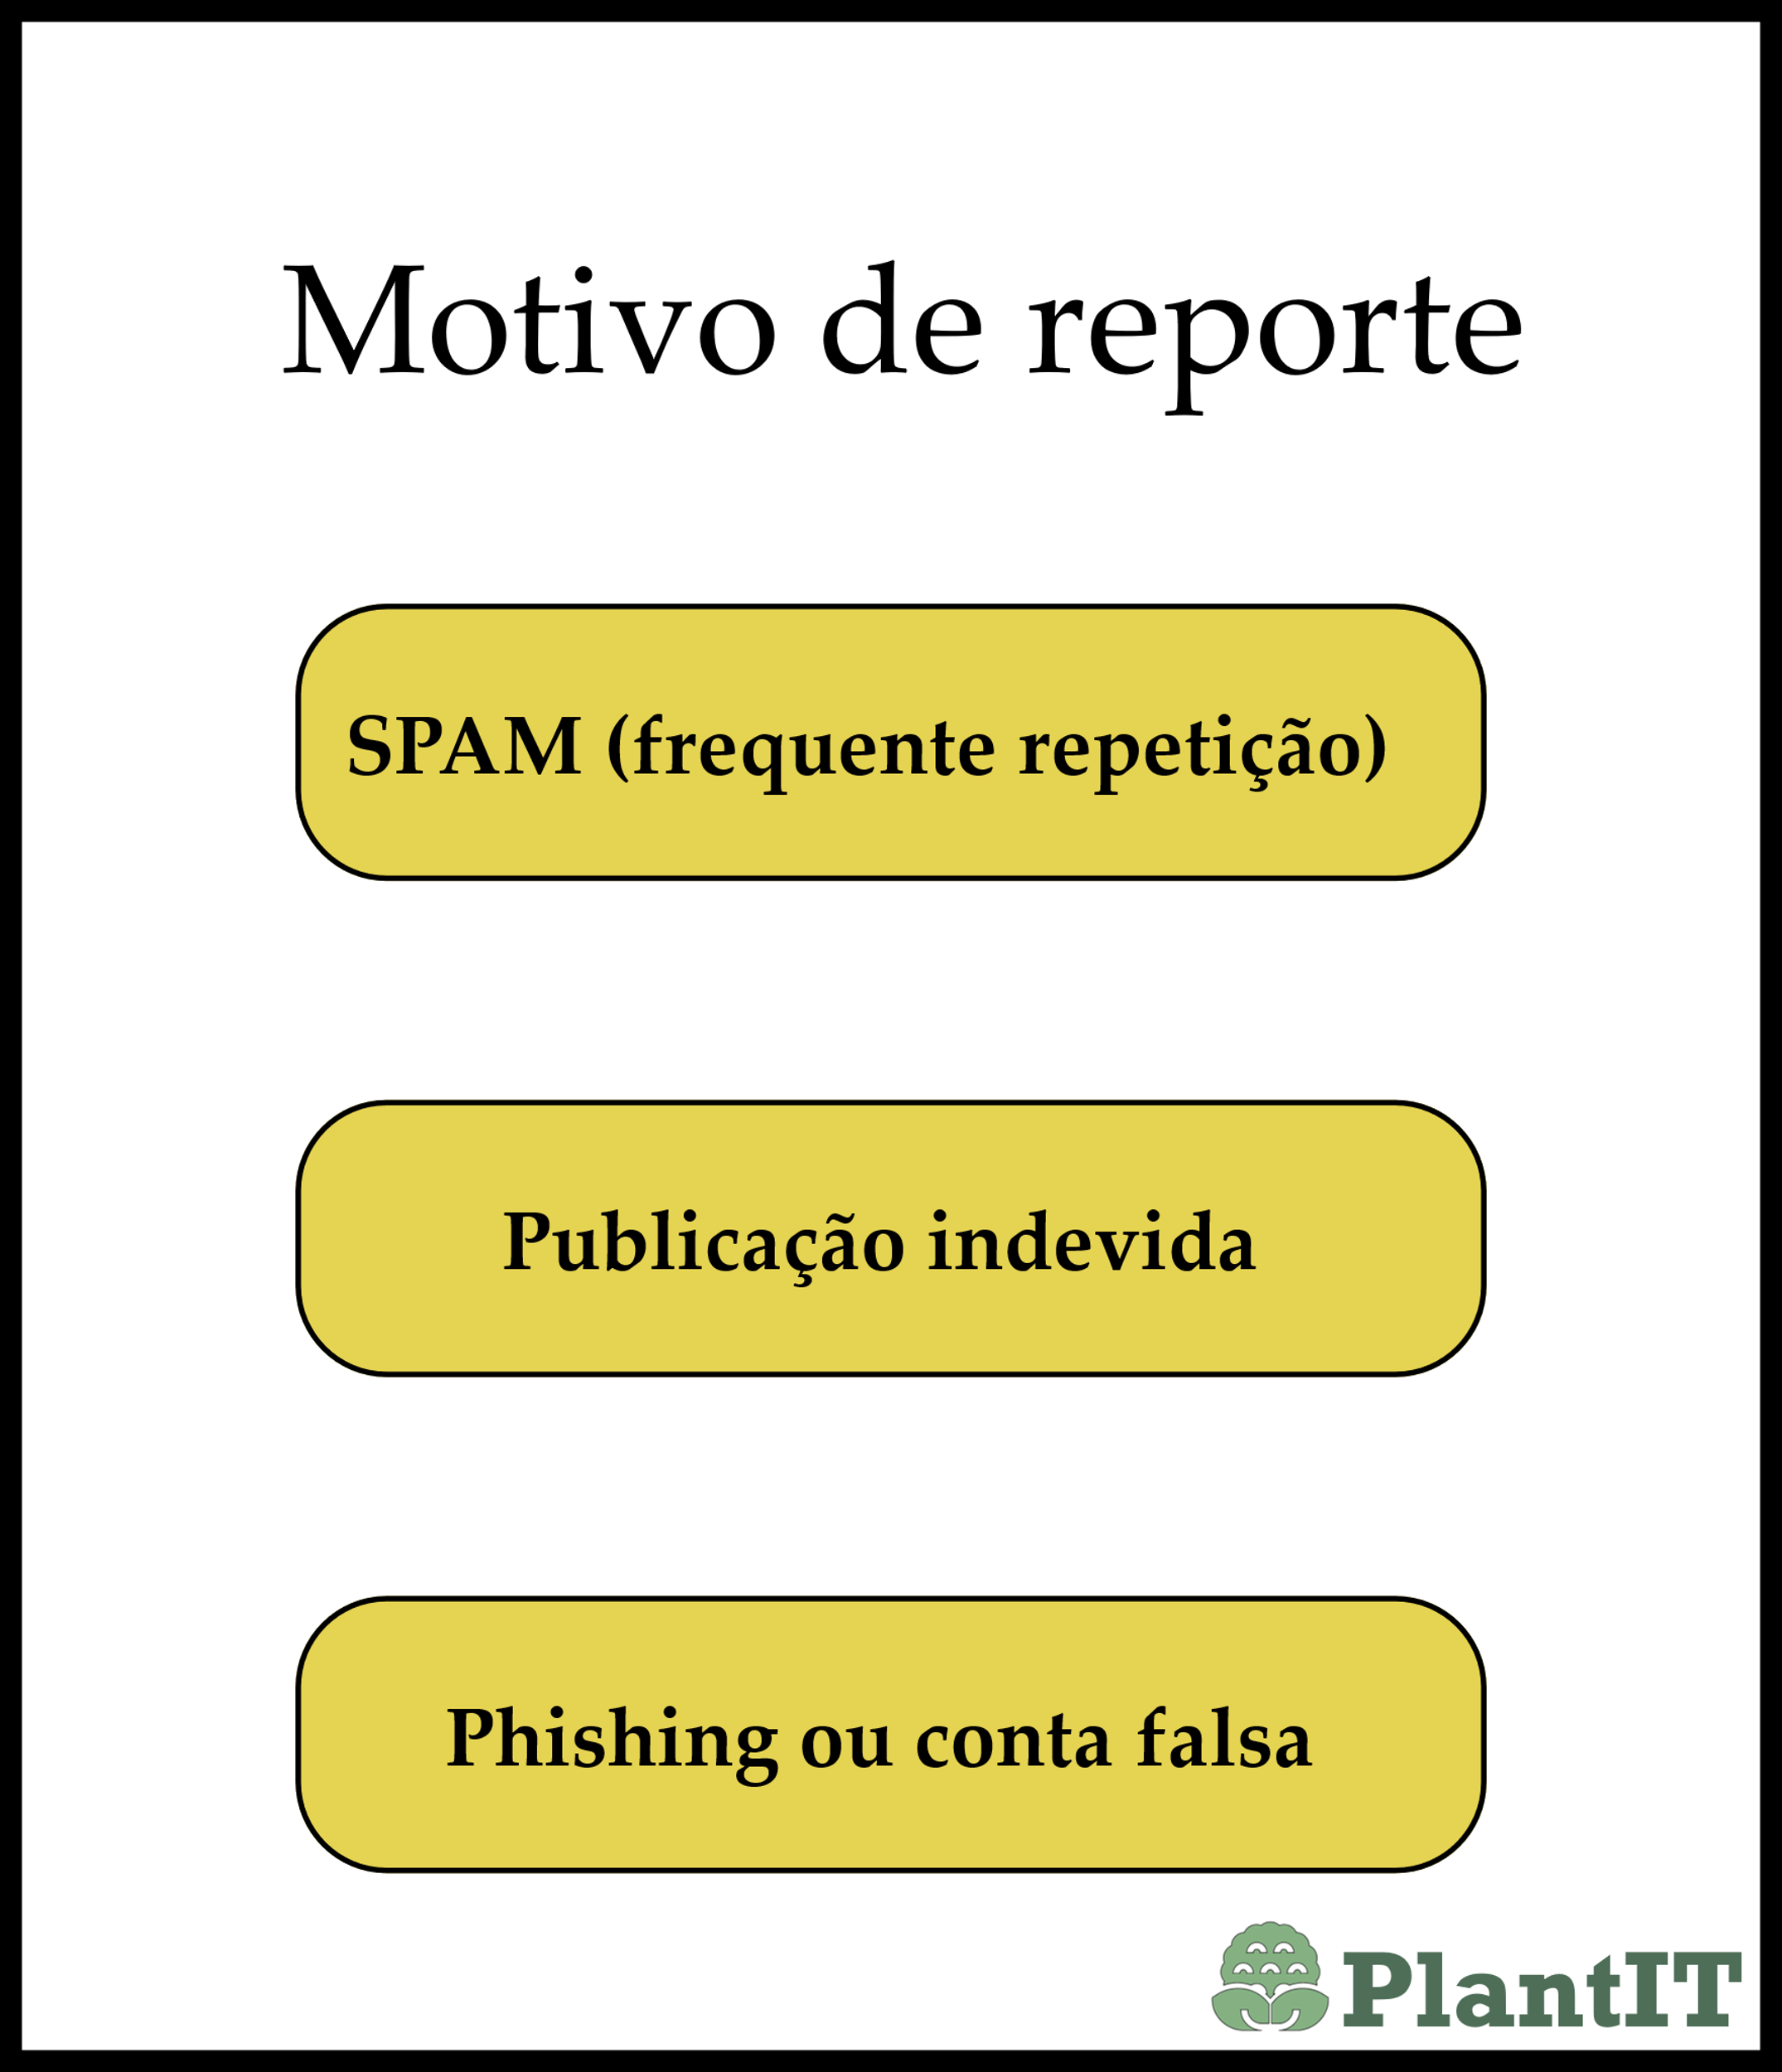 Motivo de reporte
SPAM (frequente repetição)
Publicação indevida
Phishing ou conta falsa
PlantIT